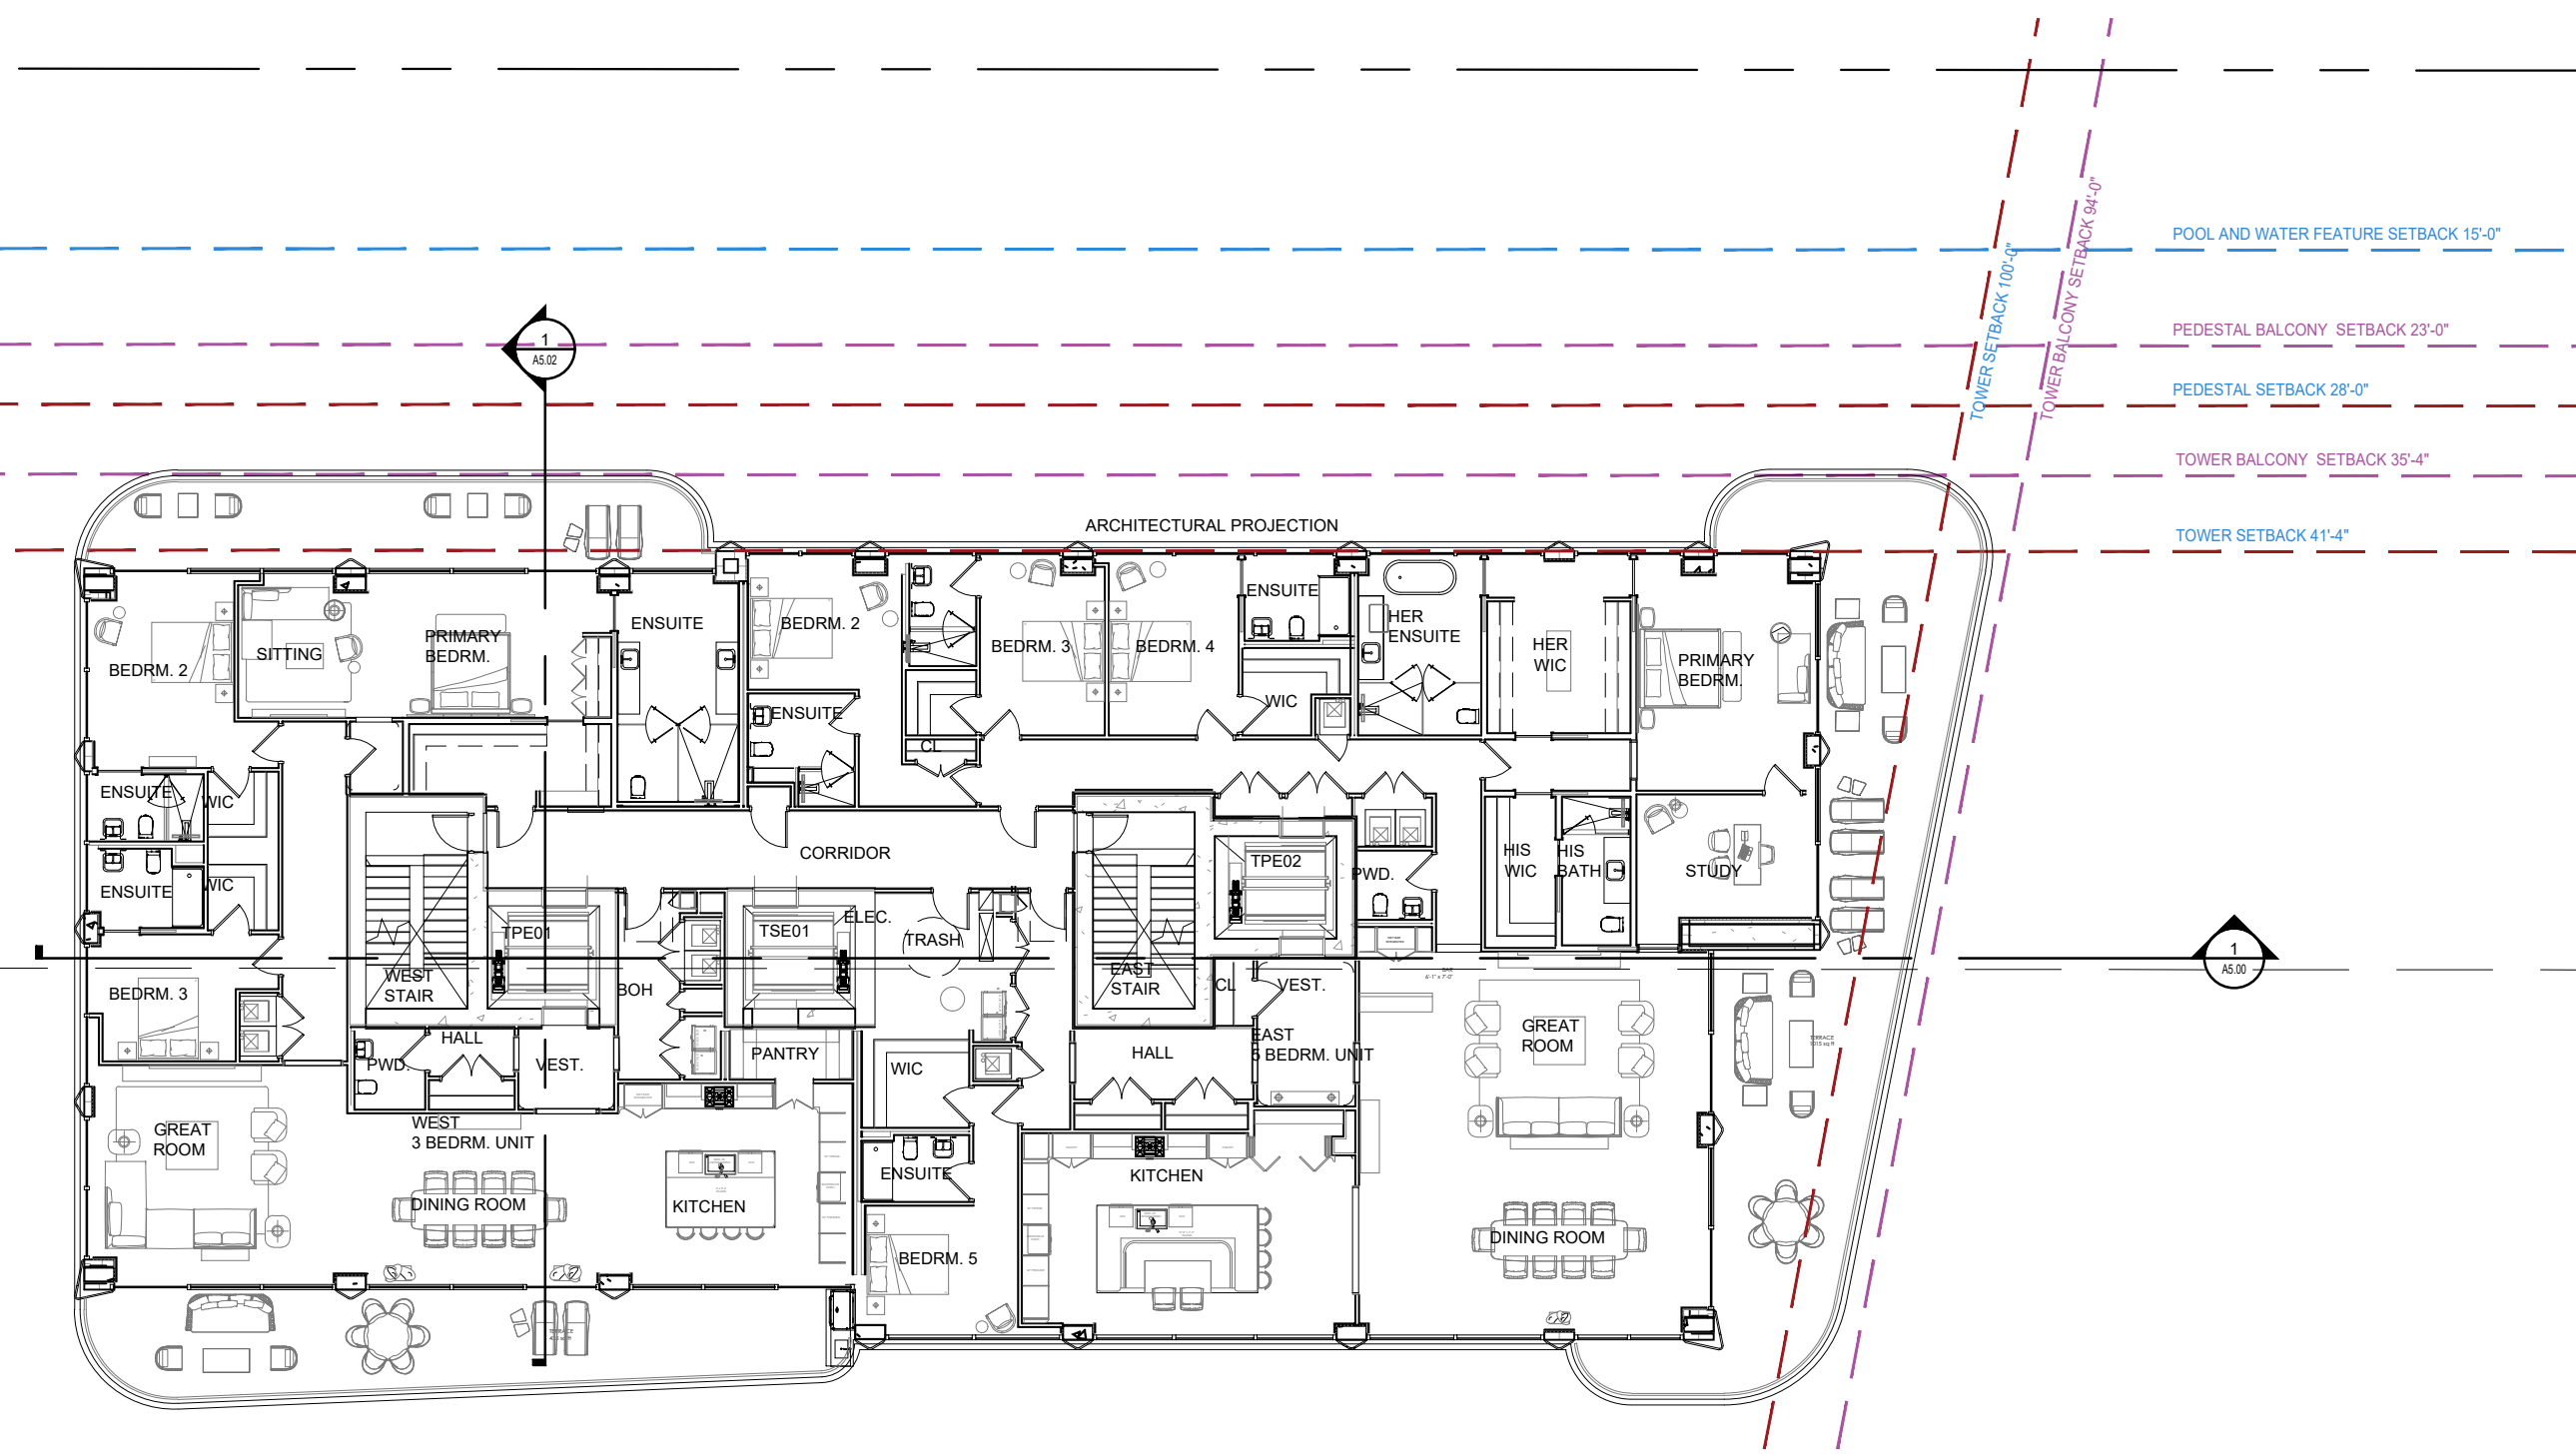 POOL AND WATER FEATURE SETBACK 15'-0"
TOWER SETBACK 100'-0"
TOWER BALCONY SETBACK 94'-0"
PEDESTAL BALCONY  SETBACK 23'-0"
1
A5.02
PEDESTAL SETBACK 28'-0"
TOWER BALCONY  SETBACK 35'-4"
ARCHITECTURAL PROJECTION
TOWER SETBACK 41'-4"
BEDRM. 2
SITTING
PRIMARY
BEDRM.
ENSUITE
BEDRM. 2
ENSUITE
BEDRM. 3
BEDRM. 4
ENSUITE
WIC
HER
ENSUITE
HER
WIC
PRIMARY
BEDRM.
CL
ENSUITE
WIC
ENSUITE
WIC
CORRIDOR
TPE02
PWD.
HIS
WIC
HIS
BATH
STUDY
TPE01
TSE01
ELEC.
TRASH
WEST
STAIR
BOH
EAST
STAIR
CL
VEST.
1
A5.00
BEDRM. 3
HALL
PWD.
VEST.
PANTRY
WIC
HALL
EAST
5 BEDRM. UNIT
GREAT
ROOM
TERRACE
GREAT
ROOM
WEST
3 BEDRM. UNIT
DINING ROOM
KITCHEN
ENSUITE
BEDRM. 5
KITCHEN
DINING ROOM
TERRACE